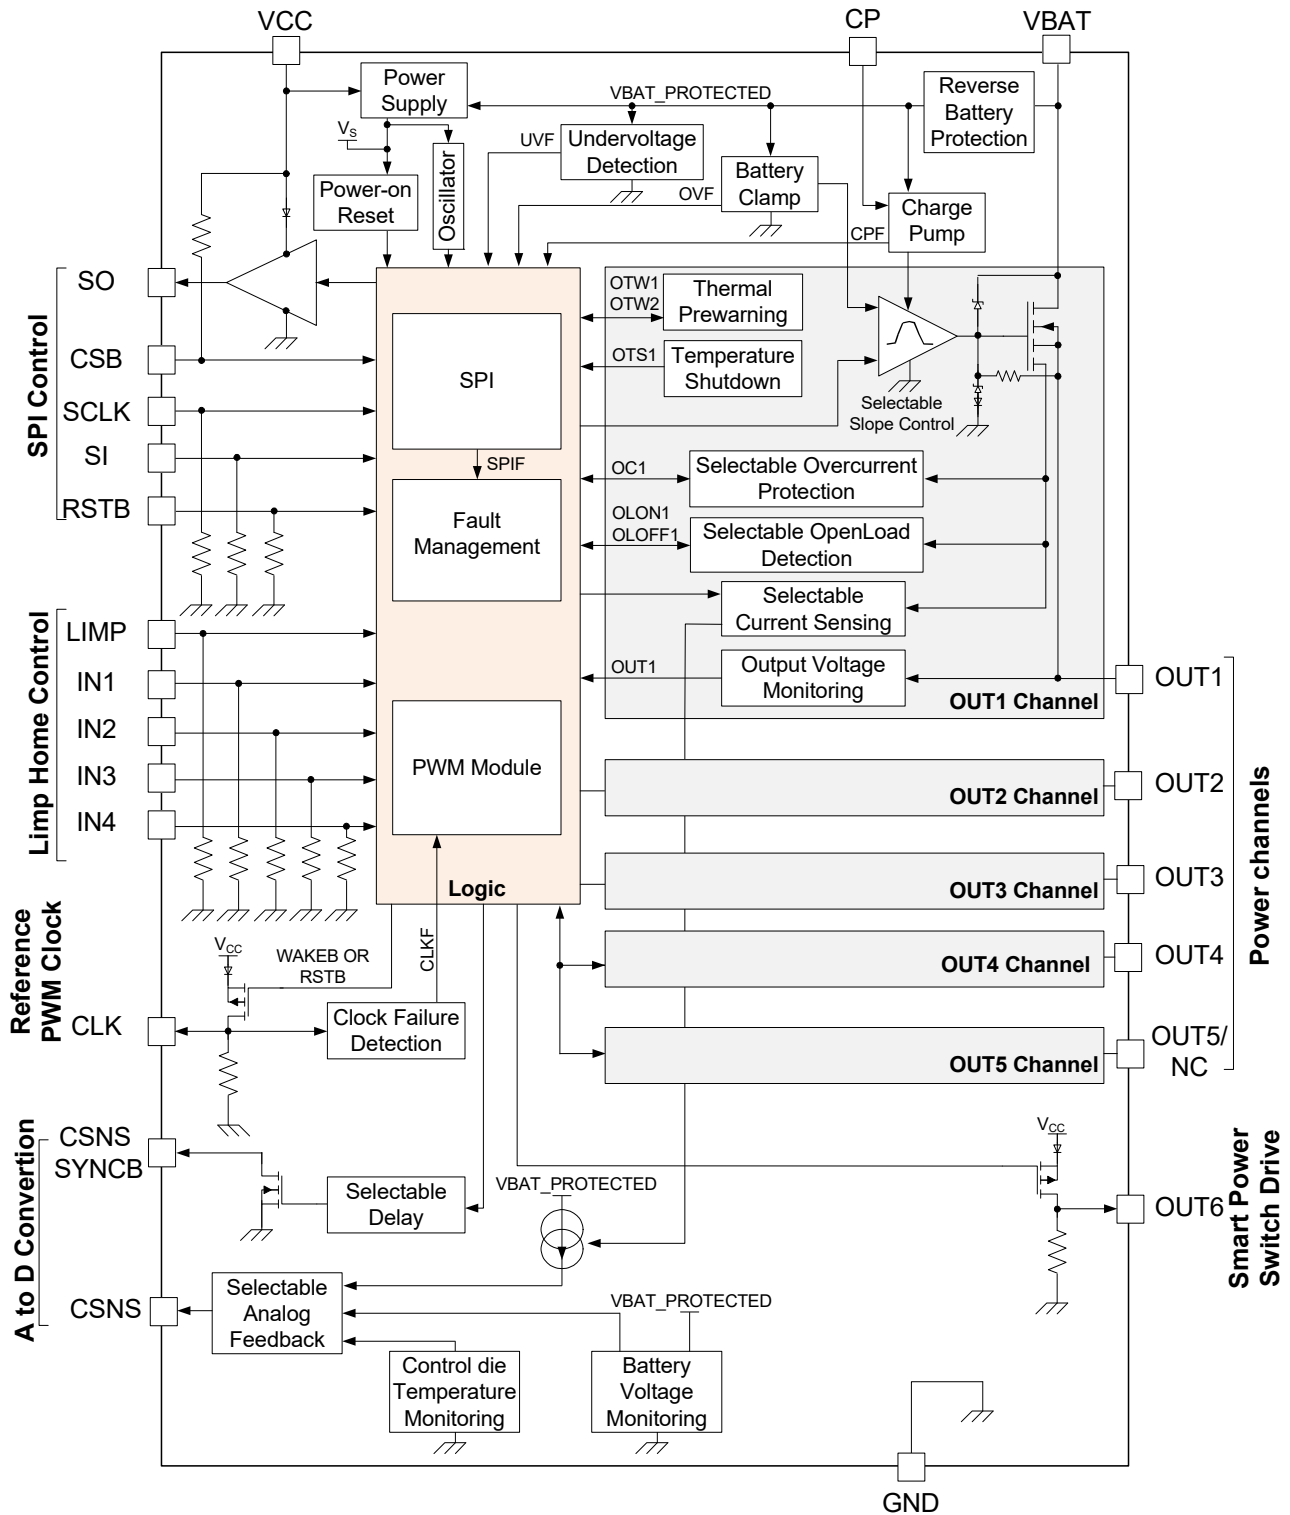 VCC
CP
VBAT
Power
Supply
VBAT_PROTECTED
Reverse
Battery
Protection
VS
UVF
Undervoltage
Detection
Oscillator
Power-on
Reset
OVF
Battery
Clamp
Charge
Pump
CPF
SPI Control
SO
CSB
SCLK
SI
RSTB
SPI
SPIF
Fault
Management
PWM Module
Logic
OTW1
OTW2
Thermal
Prewarning
OTS1
Temperature
Shutdown
Selectable
Slope Control
OC1
Selectable Overcurrent
Protection
OLON1
OLOFF1
Selectable OpenLoad
Detection
Selectable
Current Sensing
OUT1
Output Voltage
Monitoring
OUT1 Channel
OUT1
Limp Home Control
LIMP
IN1
IN2
IN3
IN4
OUT2 Channel
OUT2
OUT3 Channel
OUT3
OUT4 Channel
OUT4
OUT5 Channel
OUT5/
NC
Power channels
Reference
PWM Clock
VCC
WAKEB OR
RSTB
CLKF
CLK
Clock Failure
Detection
A to D Convertion
CSNS
SYNCB
Selectable
Delay
VBAT_PROTECTED
VCC
OUT6
Smart Power
Switch Drive
CSNS
Selectable
Analog
Feedback
VBAT_PROTECTED
Control die
Temperature
Monitoring
Battery
Voltage
Monitoring
GND